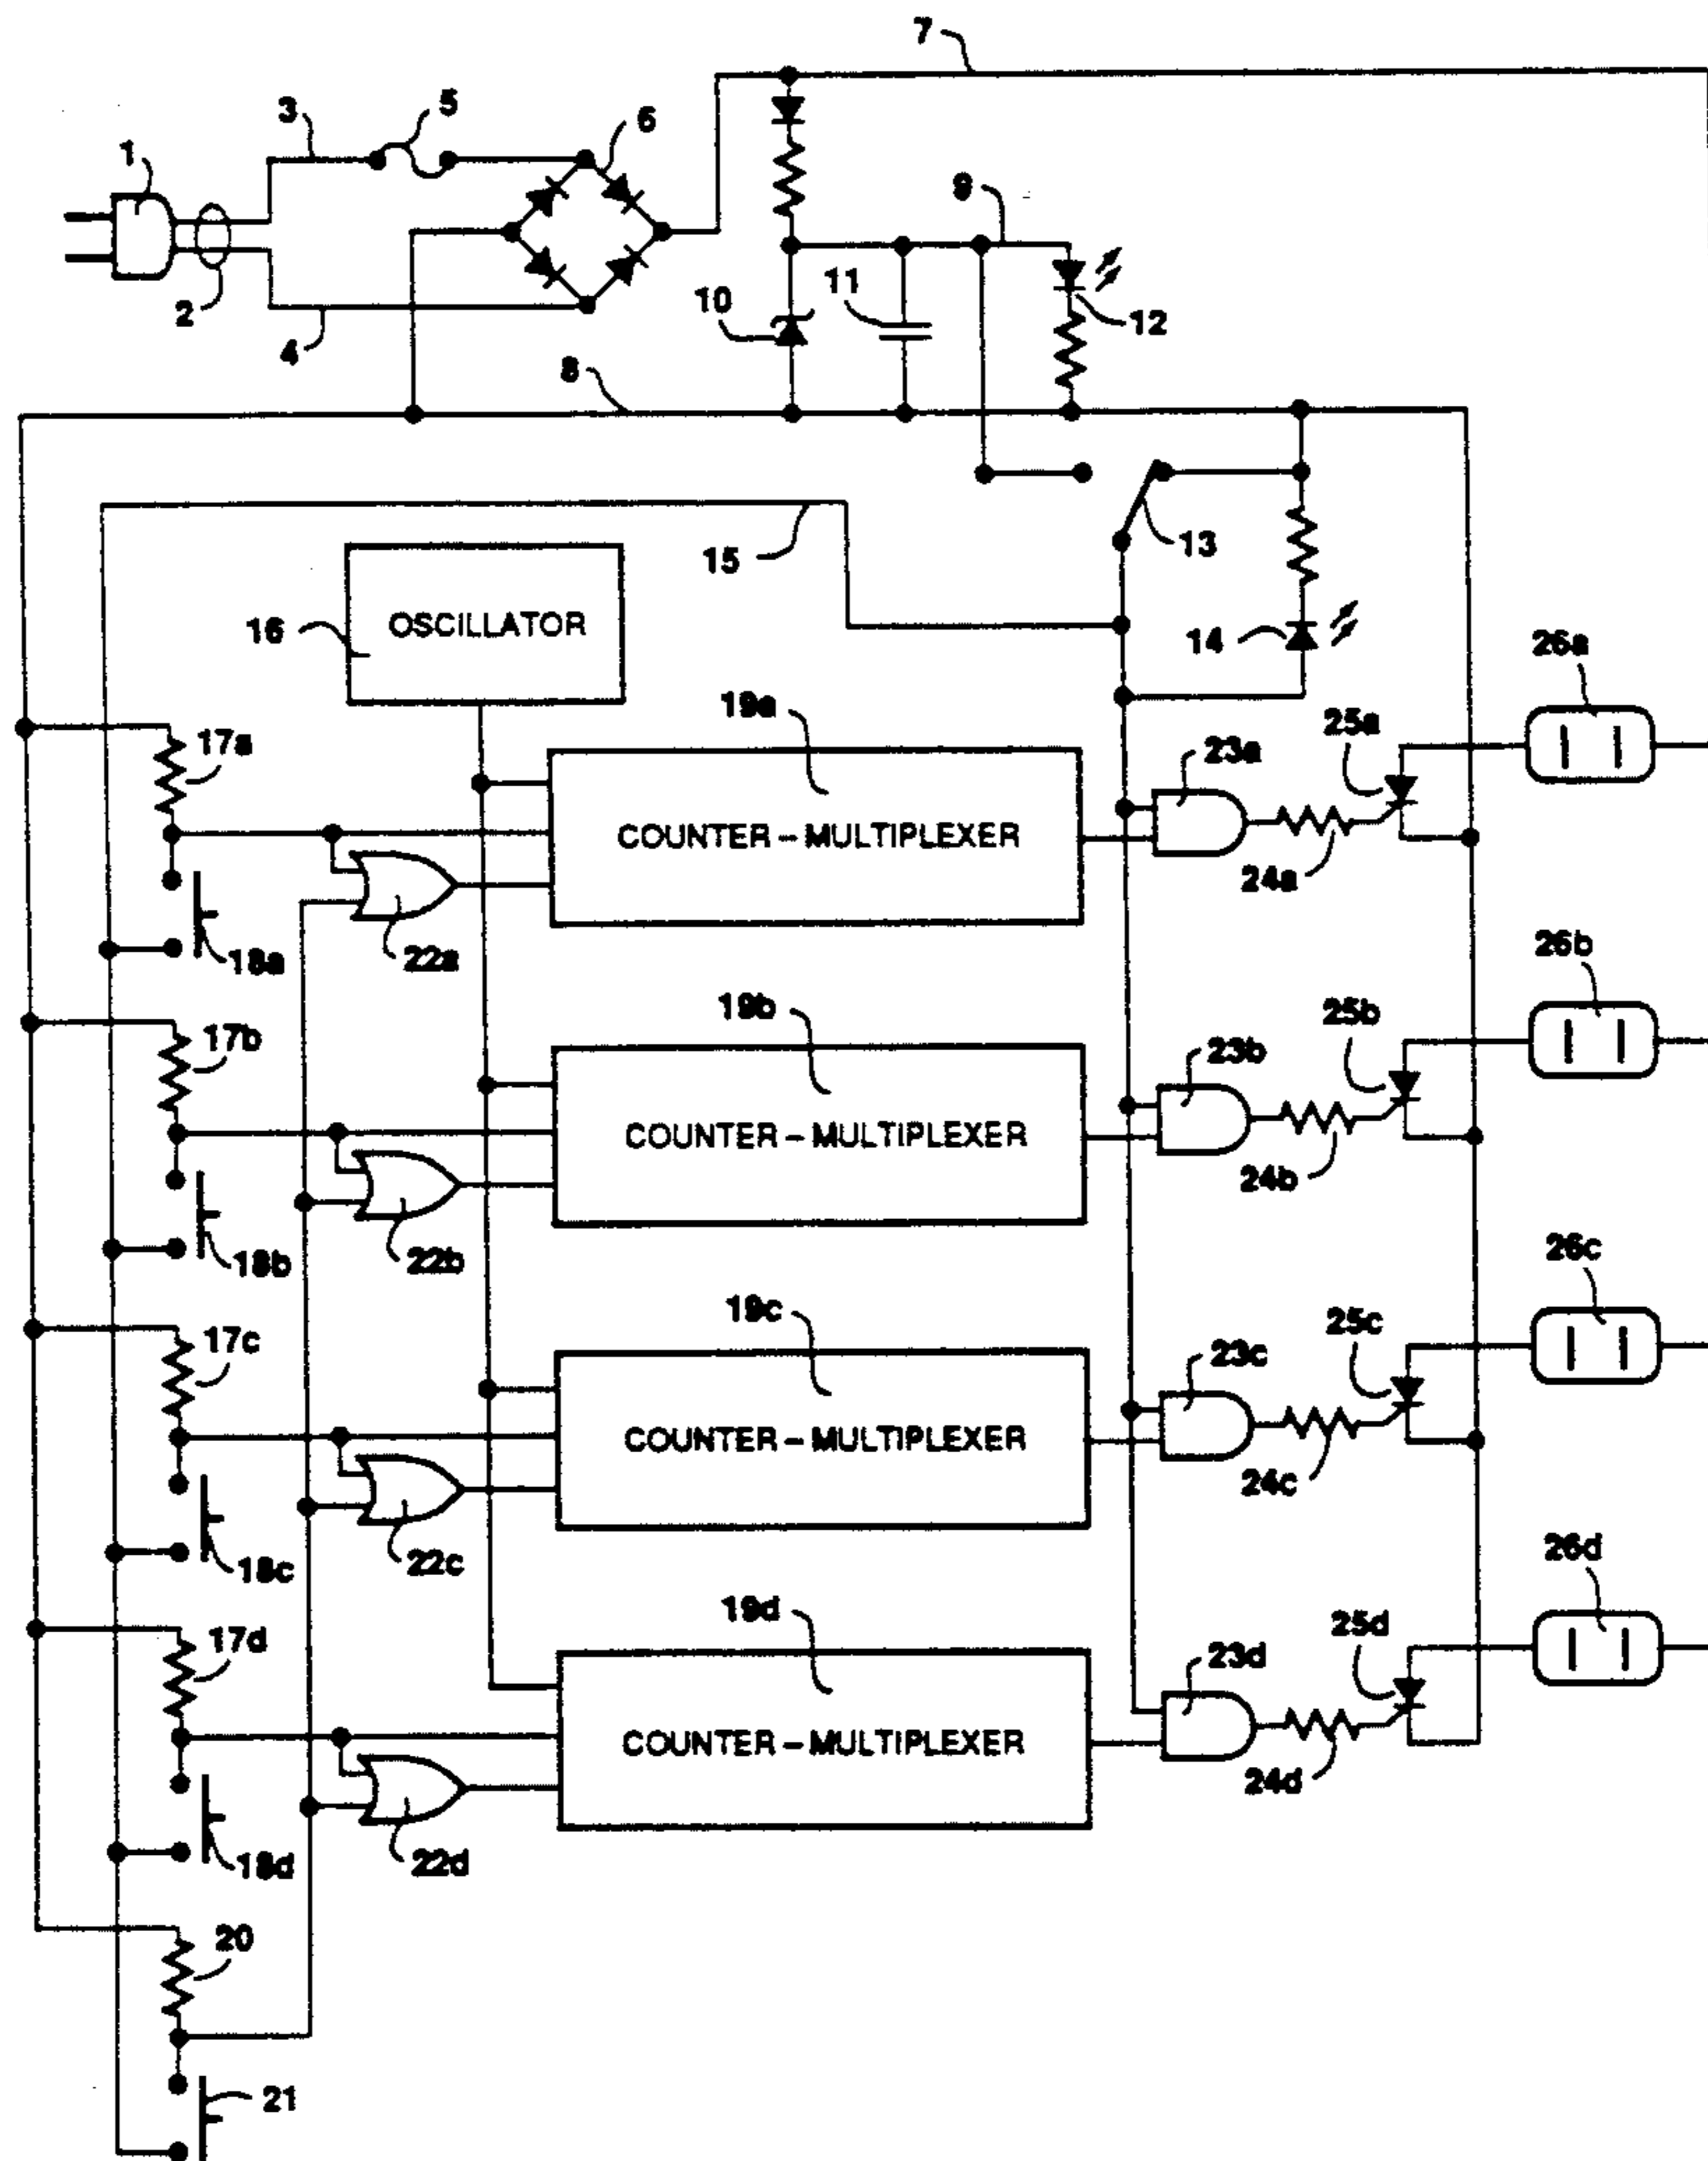 7
3
5
6
1
9
2
10
11
12
4
8
15
13
16
OSCILLATOR
14
26a
19a
25a
17a
23a
COUNTER-MULTIPLEXER
24a
18a
22a
26b
19b
25b
17b
23b
COUNTER-MULTIPLEXER
24b
18b
22b
26c
19c
25c
17c
23c
COUNTER-MULTIPLEXER
24c
18c
22c
26d
19d
25d
17d
23d
COUNTER-MULTIPLEXER
24d
18d
22d
20
21